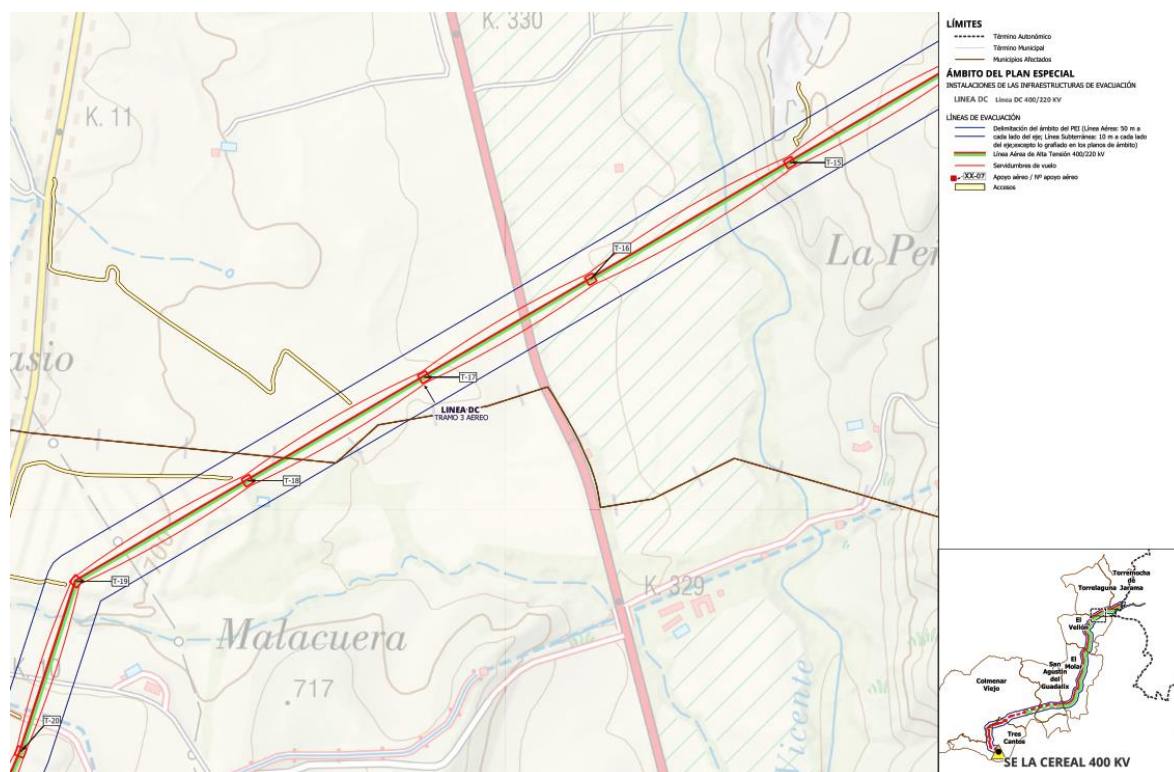 K. 330
K. 11
T-15
T-16
La Pe
asio
T-17
LINEA DC
TRAMO 3 AEREO
T-18
T-19
K. 329
Malacuera
717
T-20
Vicente
LÍMITES
Término Autonómico
Término Municipal
Municipios Afectados
ÁMBITO DEL PLAN ESPECIAL
INSTALACIONES DE LAS INFRAESTRUCTURAS DE EVACUACIÓN
LINEA DC Línea DC 400/220 KV
LÍNEAS DE EVACUACIÓN
Delimitación del ámbito del PEI (Línea Aérea: 50 m a
cada lado del eje; Línea Subterránea: 10 m a cada lado
del eje;excepto lo grafiado en los planos de ámbito)
Línea Aérea de Alta Tensión 400/220 kV
Servidumbres de vuelo
XX-07 Apoyo aéreo / Nº apoyo aéreo
Accesos
Torremocha
de
Jarama
Torrelaguna
El
Vellón
El
Molar
San
Agustín
del
Guadalix
Colmenar
Viejo
Tres
Cantos
SE LA CEREAL 400 KV